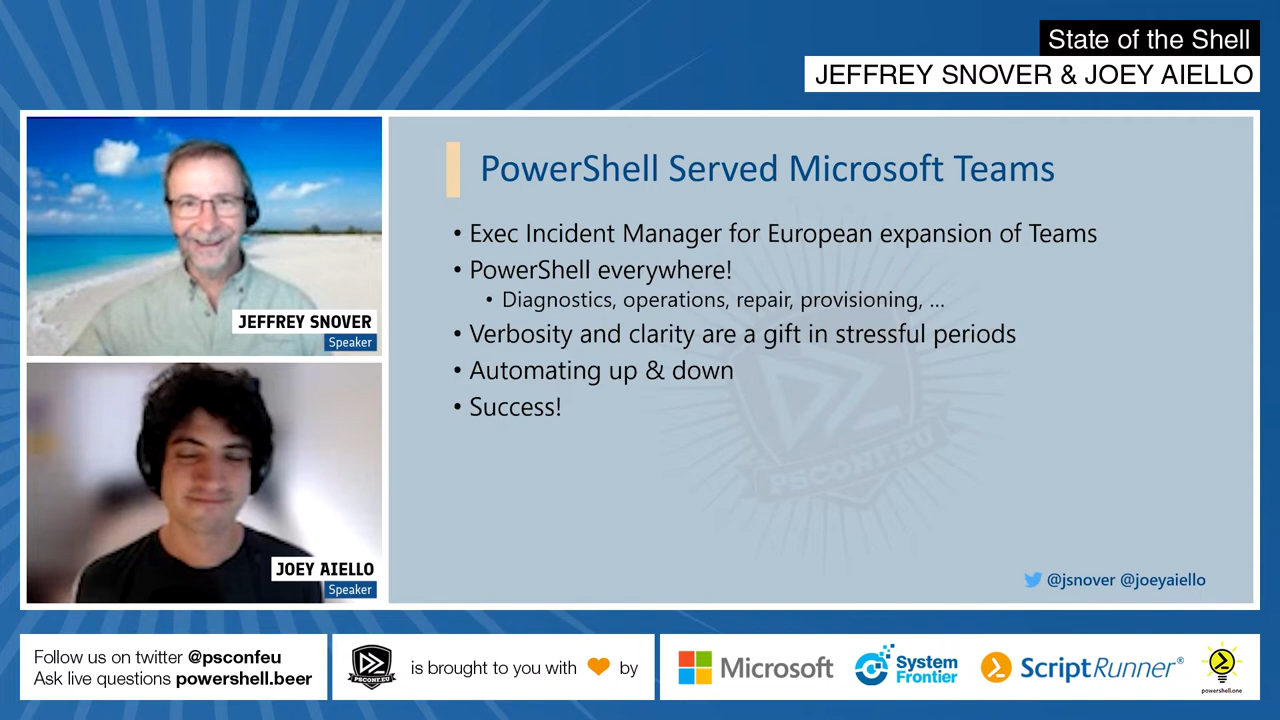 State of the Shell
JEFFREY SNOVER & JOEY AIELLO
JEFFREY SNOVER
Speaker
JOEY AIELLO
Speaker
PowerShell Served Microsoft Teams
• Exec Incident Manager for European expansion of Teams
• PowerShell everywhere!
• Diagnostics, operations, repair, provisioning, ...
• Verbosity and clarity are a gift in stressful periods
• Automating up & down
• Success!
PSCONF.EU
@jsnover @joeyaiello
Follow us on twitter @psconfeu
Ask live questions powershell.beer
PSCONF.EU
is brought to you with by
Microsoft
System
Frontier
ScriptRunner®
powershell.one